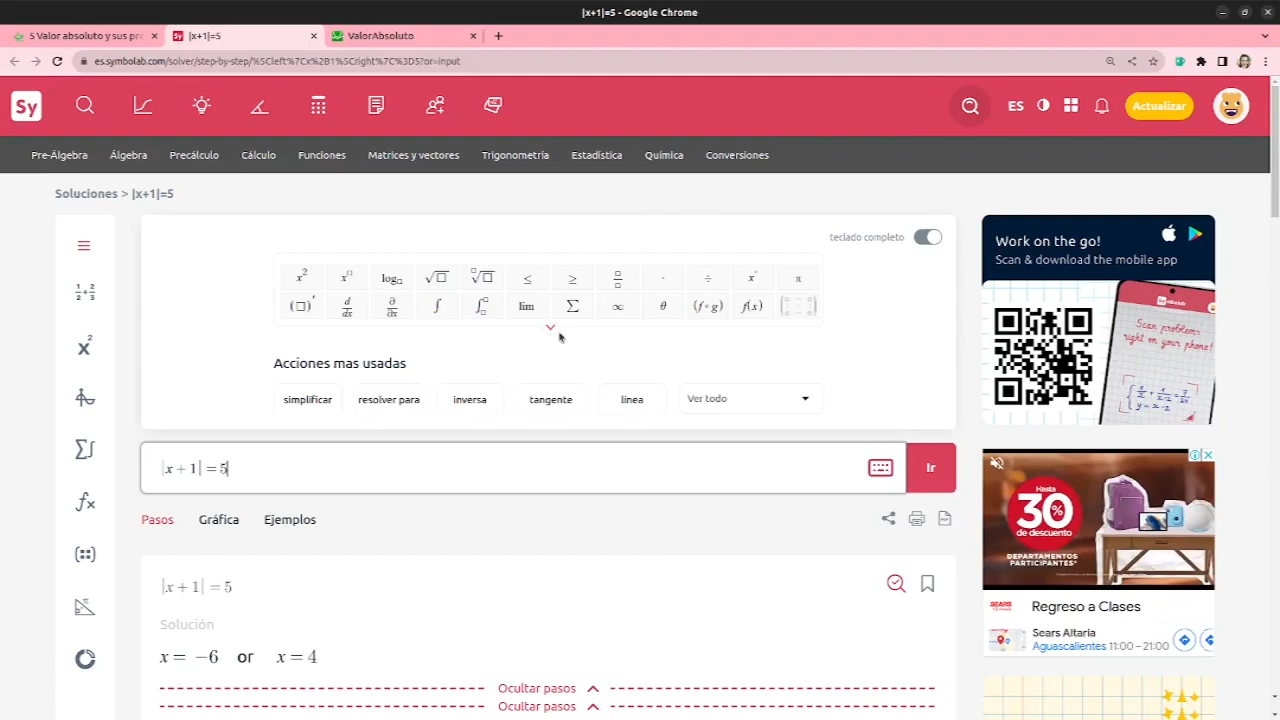 |x+1|=5 - Google Chrome
5 Valor absoluto y sus pr
|x+1|=5
ValorAbsoluto
es.symbolab.com/solver/step-by-step/%5Cleft%7Cx%2B1%5Cright%7C%3D5?or=input
Sy
ES
Actualizar
Pre-Álgebra Álgebra Precálculo Cálculo Funciones Matrices y vectores Trigonometría Estadística Química Conversiones
Soluciones > |x+1|=5
teclado completo
x² x^□ log□ √□ □√□ ≤ ≥ □/□ · ÷ x° π
(□)′ d/dx ∂/∂x ∫ ∫□□ lim ∑ ∞ θ (f∘g) f(x)
Acciones mas usadas
simplificar resolver para inversa tangente linea Ver todo
|x + 1| = 5
Ir
Pasos Gráfica Ejemplos
|x + 1| = 5
Solución
x = −6 or x = 4
Ocultar pasos
Ocultar pasos
Work on the go!
Scan & download the mobile app
Scan problems
right on your phone!
Hasta
30%
de descuento
DEPARTAMENTOS
PARTICIPANTES*
SEARS
Regreso a Clases
Sears Altaria
Aguascalientes 11:00 – 21:00